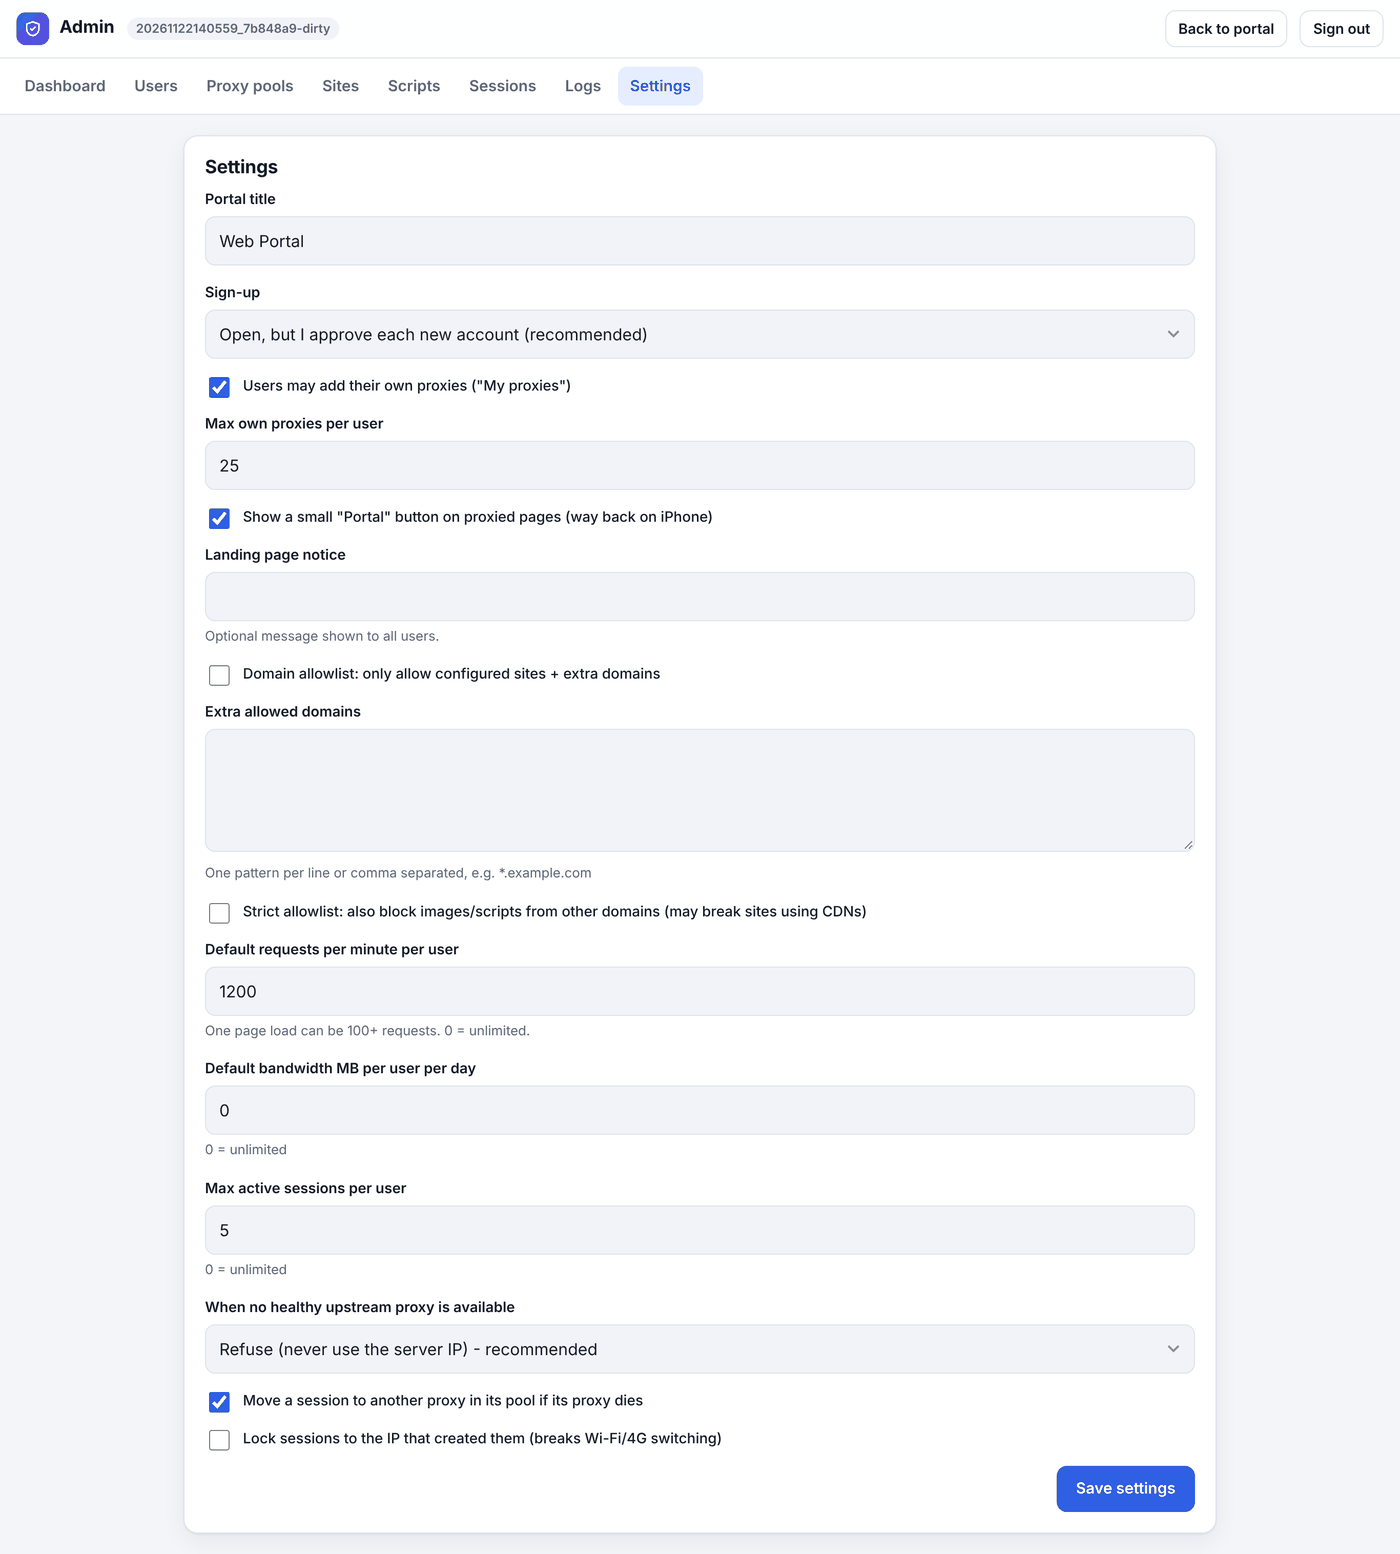 Admin
20261122140559_7b848a9-dirty
Back to portal
Sign out
Dashboard
Users
Proxy pools
Sites
Scripts
Sessions
Logs
Settings
Settings
Portal title
Web Portal
Sign-up
Open, but I approve each new account (recommended)
Users may add their own proxies ("My proxies")
Max own proxies per user
25
Show a small "Portal" button on proxied pages (way back on iPhone)
Landing page notice
Optional message shown to all users.
Domain allowlist: only allow configured sites + extra domains
Extra allowed domains
One pattern per line or comma separated, e.g. *.example.com
Strict allowlist: also block images/scripts from other domains (may break sites using CDNs)
Default requests per minute per user
1200
One page load can be 100+ requests. 0 = unlimited.
Default bandwidth MB per user per day
0
0 = unlimited
Max active sessions per user
5
0 = unlimited
When no healthy upstream proxy is available
Refuse (never use the server IP) - recommended
Move a session to another proxy in its pool if its proxy dies
Lock sessions to the IP that created them (breaks Wi-Fi/4G switching)
Save settings